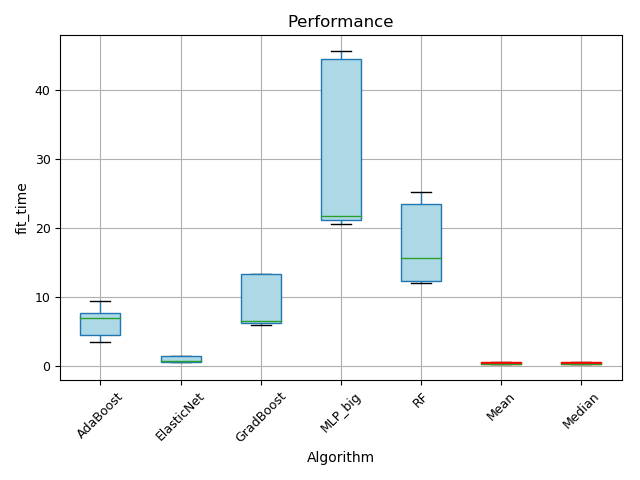 Performance
fit_time
40
30
20
10
0
AdaBoost
ElasticNet
GradBoost
MLP_big
RF
Mean
Median
Algorithm